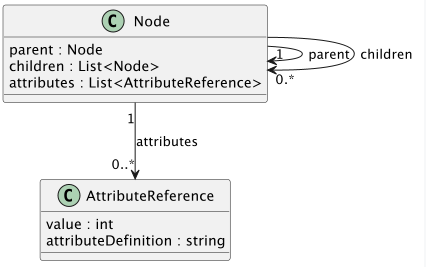 C Node
parent : Node
children : List<Node>
attributes : List<AttributeReference>
1
parent
children
0..*
1
attributes
0..*
C AttributeReference
value : int
attributeDefinition : string